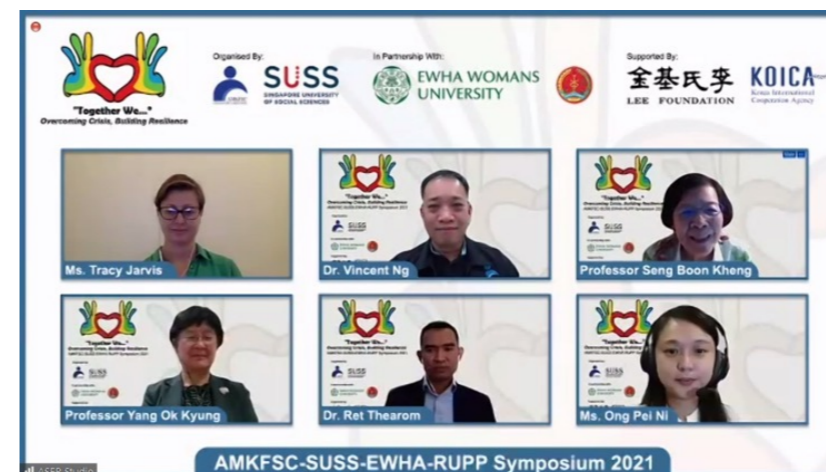 Organised By:
In Partnership With:
Supported By:
SUSS
SINGAPORE UNIVERSITY
OF SOCIAL SCIENCES
EWHA WOMANS
UNIVERSITY
金基氏李
LEE FOUNDATION
KOICA
Korea International
Cooperation Agency
"Together We..."
Overcoming Crisis, Building Resilience
Ms. Tracy Jarvis
Dr. Vincent Ng
Professor Seng Boon Kheng
Professor Yang Ok Kyung
Dr. Ret Thearom
Ms. Ong Pei Ni
AMKFSC-SUSS-EWHA-RUPP Symposium 2021